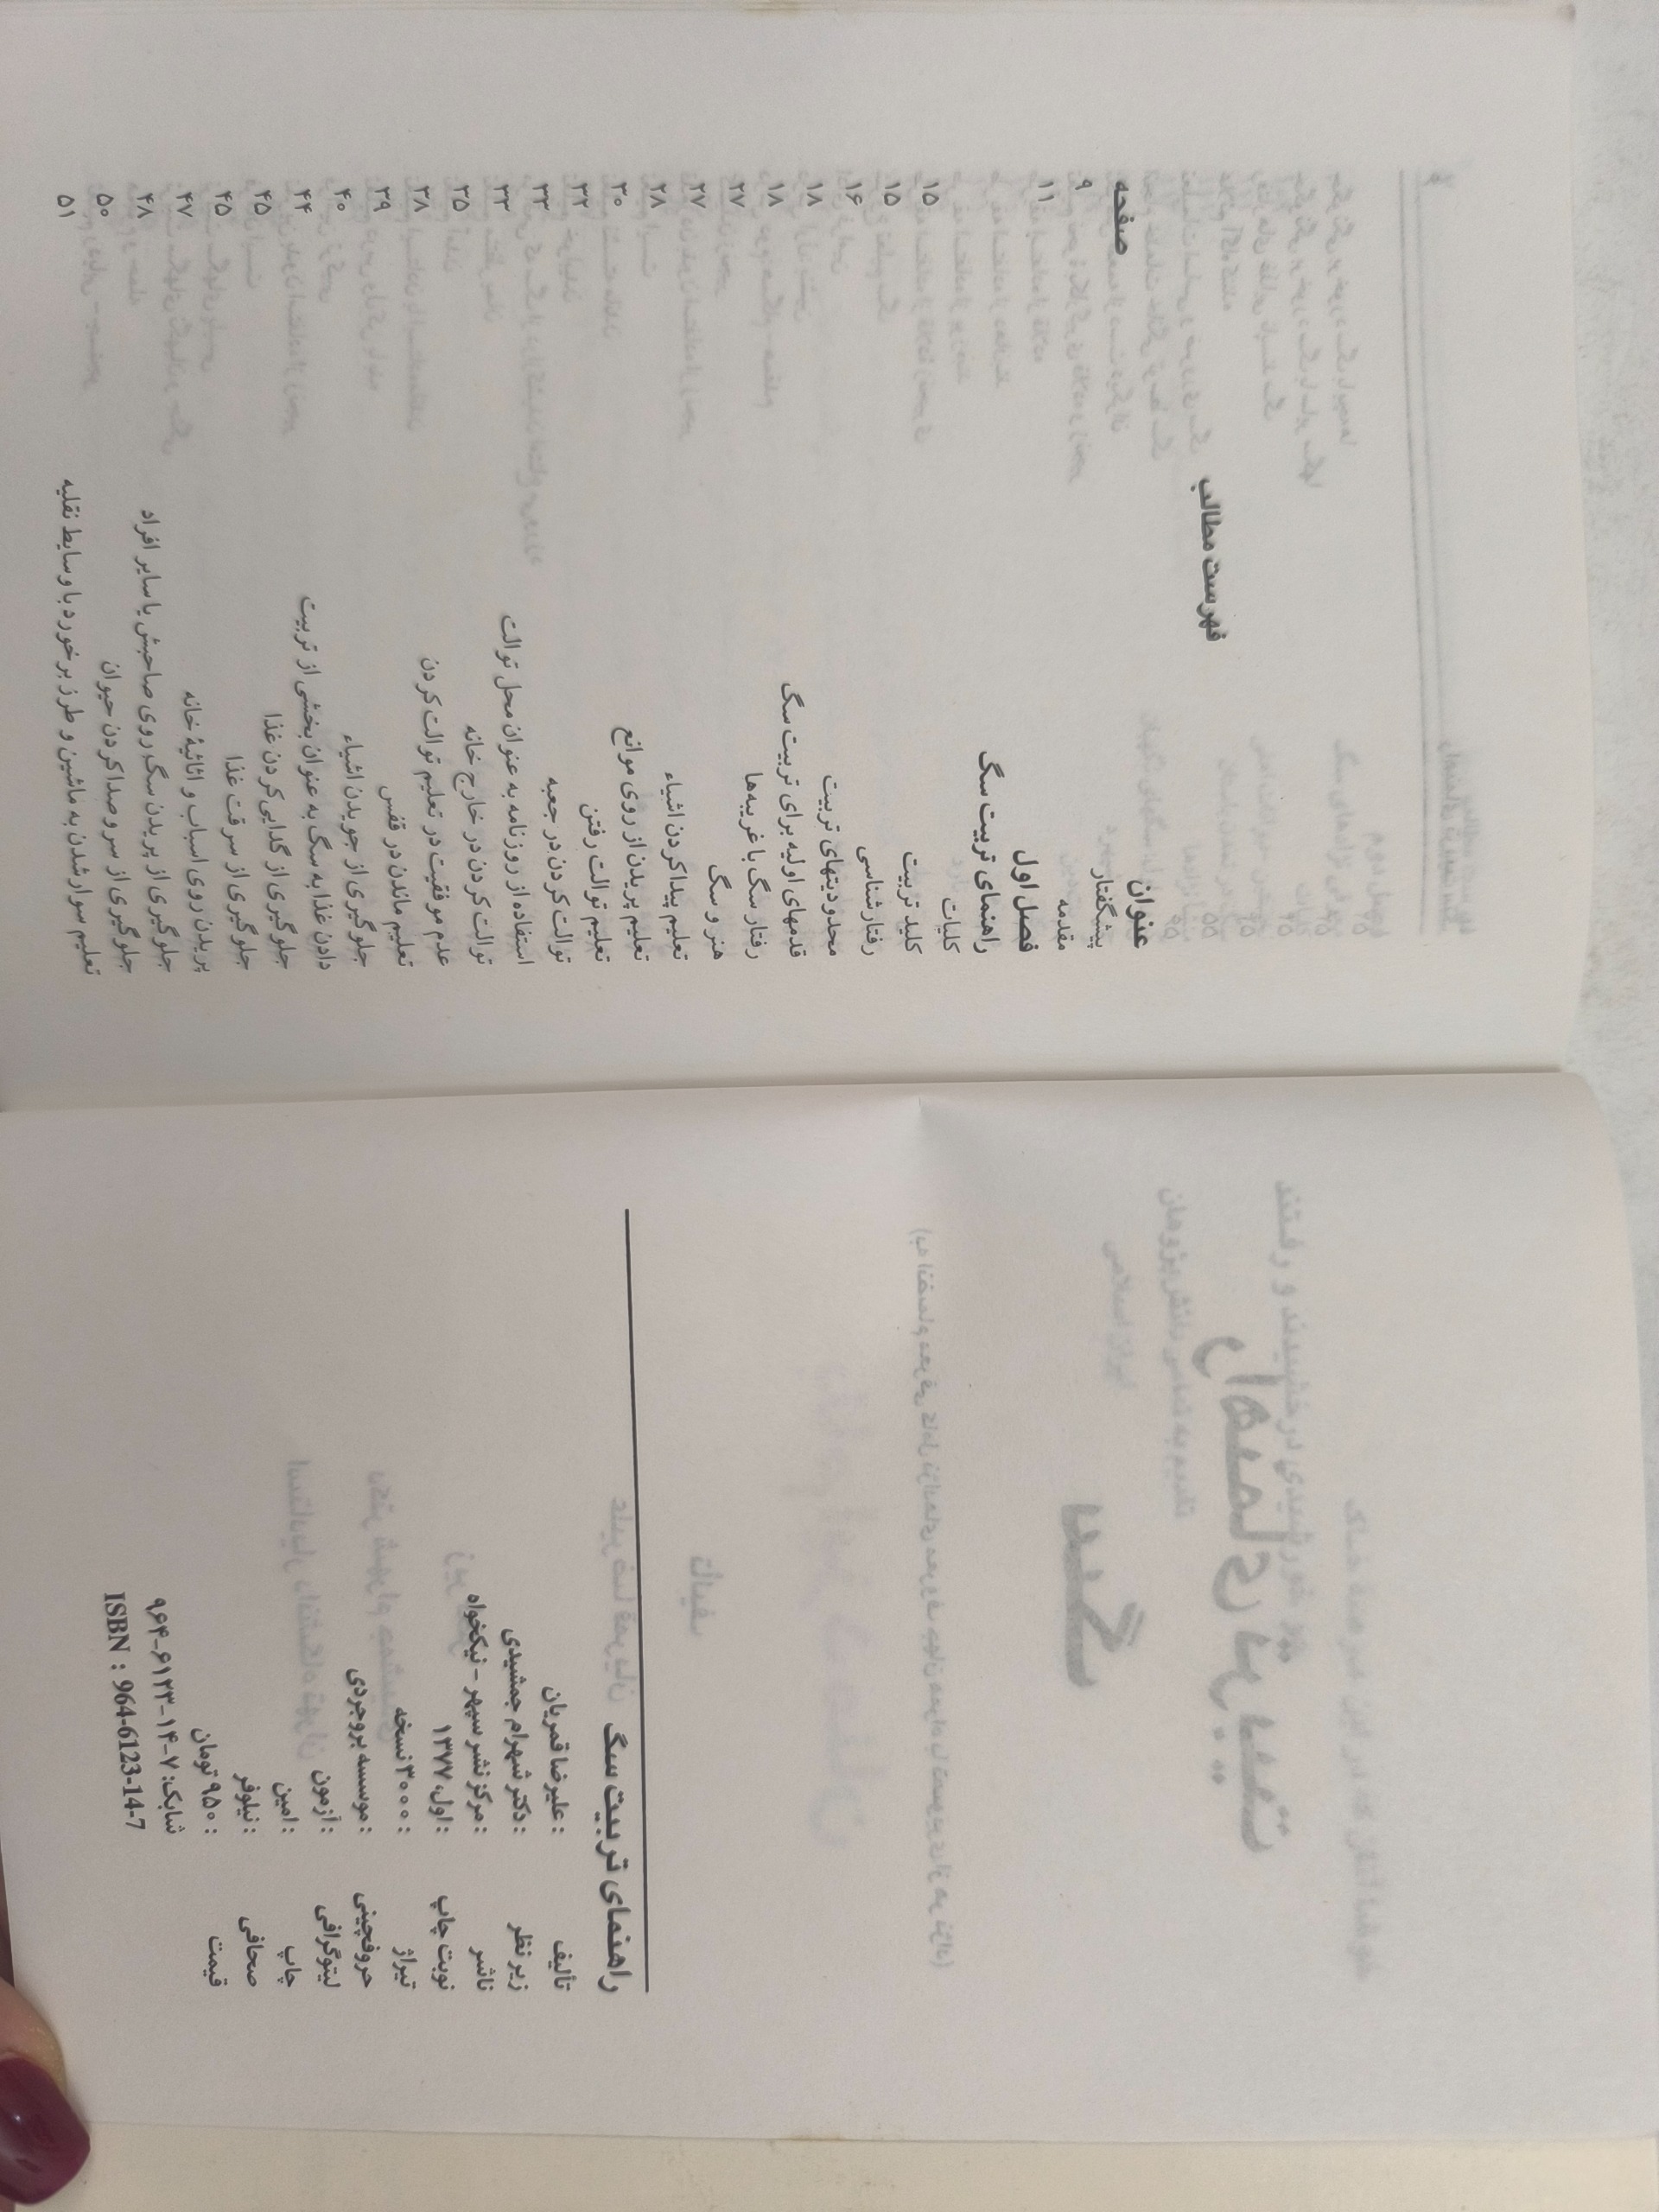 راهنمای تربیت سگ
تألیف : علیرضا قمریان
زیر نظر : دکتر شهرام جمشیدی
ناشر : مرکز نشر سپهر - نیکخواه
نوبت چاپ : اول، ۱۳۷۷
تیراژ : ۳۰۰۰ نسخه
حروفچینی : موسسه بروجردی
لیتوگرافی : آزمون
چاپ : امین
صحافی : نیلوفر
قیمت : ۹۵۰ تومان
شابک: ۷-۱۴-۶۱۲۳-۹۶۴
ISBN : 964-6123-14-7
فهرست مطالب
عنوان صفحه
پیشگفتار ۹
مقدمه ۱۱
فصل اول
راهنمای تربیت سگ
کلیات ۱۵
کلید تربیت ۱۵
رفتارشناسی ۱۶
محدودیتهای تربیت ۱۸
قدمهای اولیه برای تربیت سگ ۱۸
رفتار سگ با غریبه‌ها ۲۷
هنر و سگ ۲۷
تعلیم پیدا کردن اشیاء ۲۸
تعلیم پریدن از روی موانع ۳۰
تعلیم توالت رفتن ۳۲
توالت کردن در جعبه ۳۳
استفاده از روزنامه به عنوان محل توالت ۳۳
توالت کردن در خارج خانه ۳۵
عدم موفقیت در تعلیم توالت کردن ۳۸
تعلیم ماندن در قفس ۳۹
جلوگیری از جویدن اشیاء ۴۰
دادن غذا به سگ به عنوان بخشی از تربیت ۴۴
جلوگیری از گدایی کردن غذا ۴۵
جلوگیری از سرقت غذا ۴۵
پریدن روی اسباب و اثاثیهٔ خانه ۴۷
جلوگیری از پریدن سگ روی صاحبش یا سایر افراد ۴۸
جلوگیری از سر و صدا کردن حیوان ۵۰
تعلیم سوار شدن به ماشین و طرز برخورد با وسایط نقلیه ۵۱